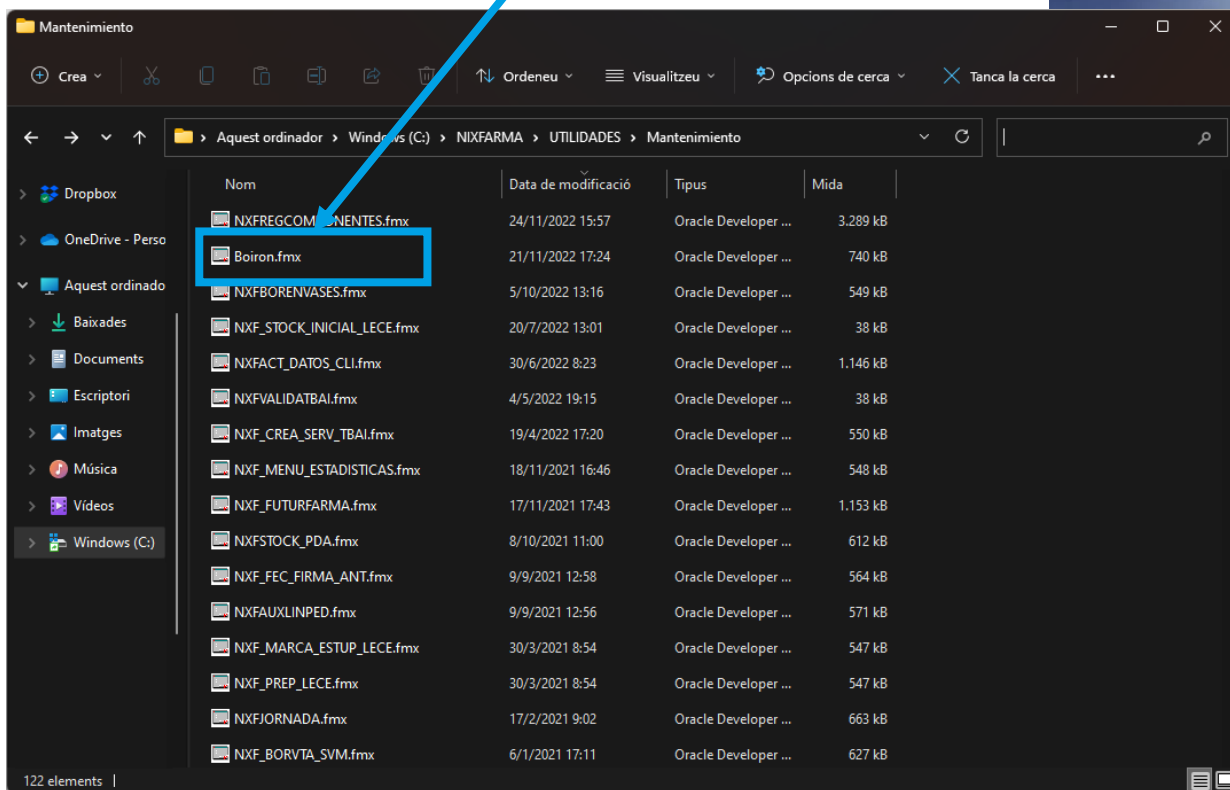 Mantenimiento
Crea Ordeneu Visualitzeu Opcions de cerca Tanca la cerca
Aquest ordinador > Windows (C:) > NIXFARMA > UTILIDADES > Mantenimiento
Dropbox
OneDrive - Perso
Aquest ordinado
Baixades
Documents
Escriptori
Imatges
Música
Vídeos
Windows (C:)
Nom Data de modificació Tipus Mida
NXFREGCOMPONENTES.fmx 24/11/2022 15:57 Oracle Developer ... 3.289 kB
Boiron.fmx 21/11/2022 17:24 Oracle Developer ... 740 kB
NXFBORENVASES.fmx 5/10/2022 13:16 Oracle Developer ... 549 kB
NXF_STOCK_INICIAL_LECE.fmx 20/7/2022 13:01 Oracle Developer ... 38 kB
NXFACT_DATOS_CLI.fmx 30/6/2022 8:23 Oracle Developer ... 1.146 kB
NXFVALIDATBAI.fmx 4/5/2022 19:15 Oracle Developer ... 38 kB
NXF_CREA_SERV_TBAI.fmx 19/4/2022 17:20 Oracle Developer ... 550 kB
NXF_MENU_ESTADISTICAS.fmx 18/11/2021 16:46 Oracle Developer ... 548 kB
NXF_FUTURFARMA.fmx 17/11/2021 17:43 Oracle Developer ... 1.153 kB
NXFSTOCK_PDA.fmx 8/10/2021 11:00 Oracle Developer ... 612 kB
NXF_FEC_FIRMA_ANT.fmx 9/9/2021 12:58 Oracle Developer ... 564 kB
NXFAUXLINPED.fmx 9/9/2021 12:56 Oracle Developer ... 571 kB
NXF_MARCA_ESTUP_LECE.fmx 30/3/2021 8:54 Oracle Developer ... 547 kB
NXF_PREP_LECE.fmx 30/3/2021 8:54 Oracle Developer ... 547 kB
NXFJORNADA.fmx 17/2/2021 9:02 Oracle Developer ... 663 kB
NXF_BORVTA_SVM.fmx 6/1/2021 17:11 Oracle Developer ... 627 kB
122 elements